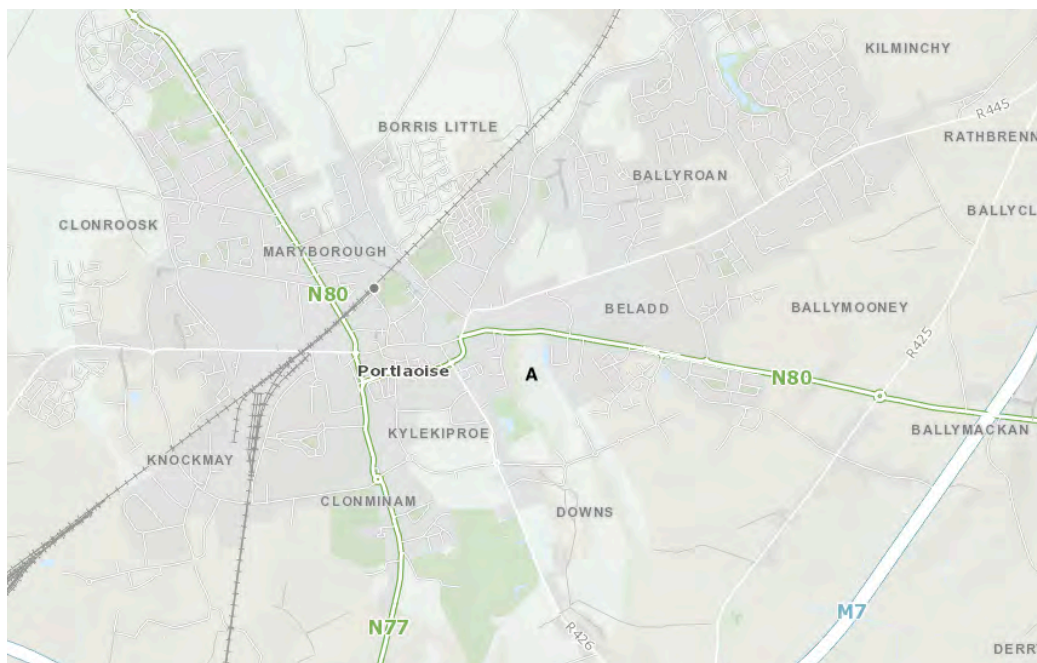 KILMINCHY
R445
BORRIS LITTLE
RATHBRENN
BALLYROAN
CLONROOSK
BALLYCL
MARYBOROUGH
N80
BELADD
BALLYMOONEY
R425
Portlaoise
A
N80
KYLEKIPROE
BALLYMACKAN
KNOCKMAY
CLONMINAM
DOWNS
M7
N77
R426
DERR